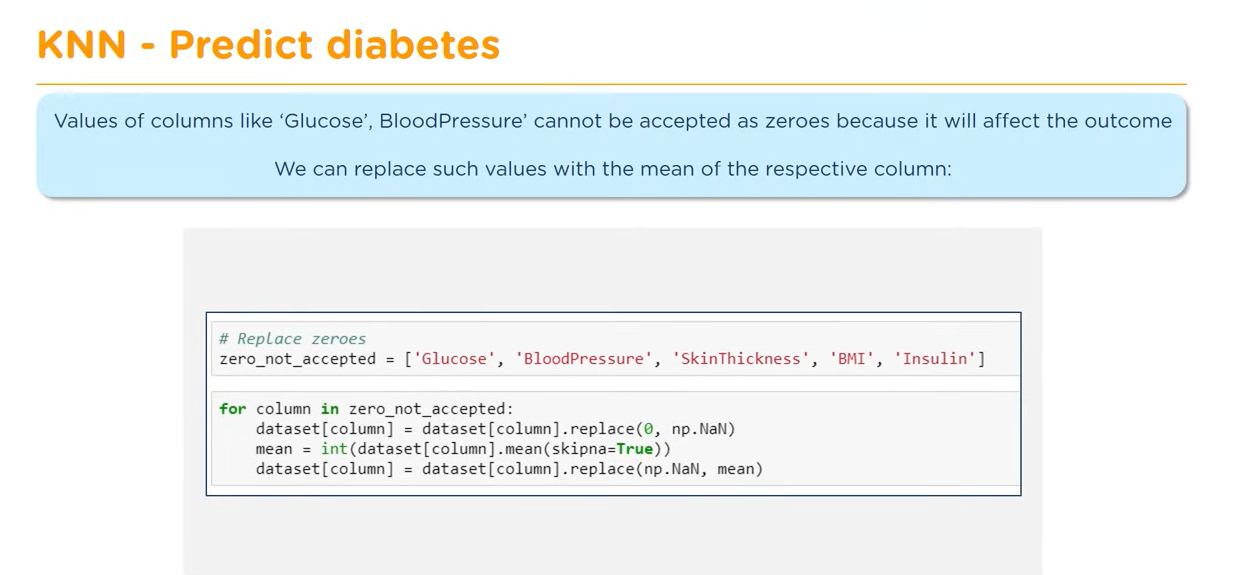 KNN - Predict diabetes
Values of columns like ‘Glucose’, BloodPressure’ cannot be accepted as zeroes because it will affect the outcome
We can replace such values with the mean of the respective column:
# Replace zeroes
zero_not_accepted = ['Glucose', 'BloodPressure', 'SkinThickness', 'BMI', 'Insulin']
for column in zero_not_accepted:
    dataset[column] = dataset[column].replace(0, np.NaN)
    mean = int(dataset[column].mean(skipna=True))
    dataset[column] = dataset[column].replace(np.NaN, mean)